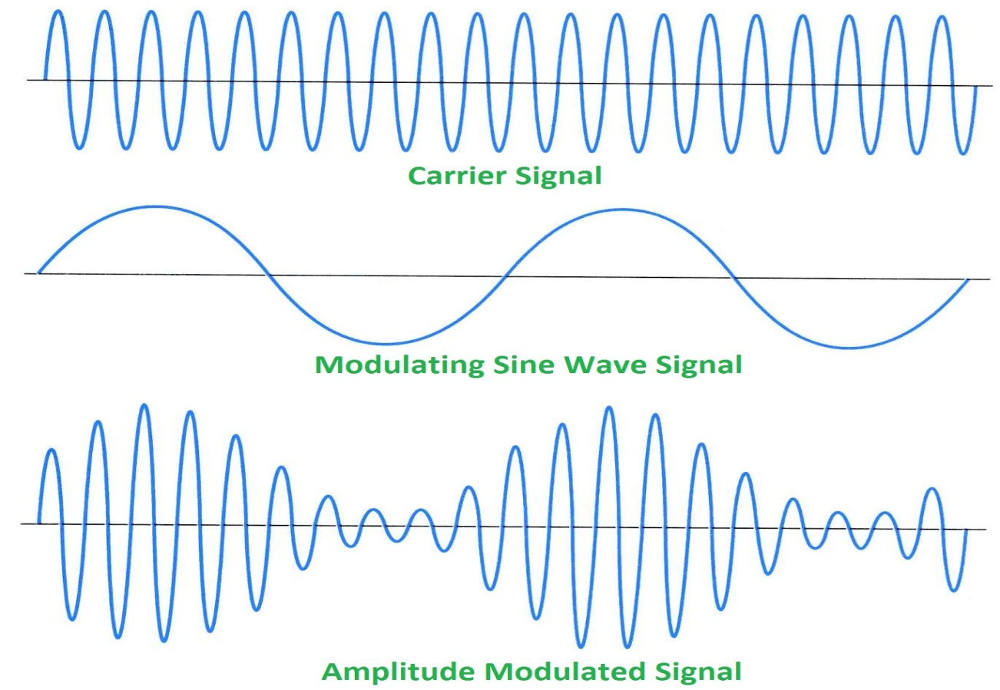 Carrier Signal
Modulating Sine Wave Signal
Amplitude Modulated Signal